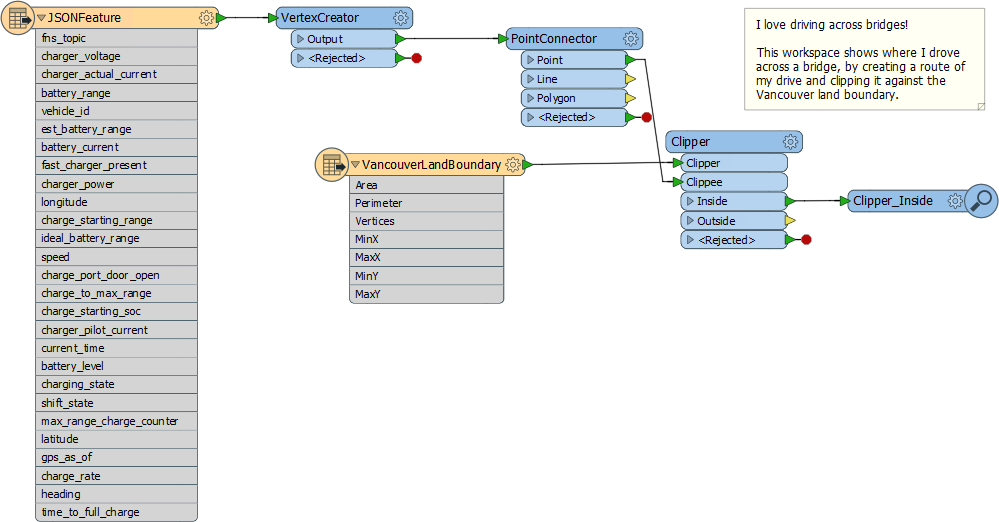 JSONFeature
fns_topic
charger_voltage
charger_actual_current
battery_range
vehicle_id
est_battery_range
battery_current
fast_charger_present
charger_power
longitude
charge_starting_range
ideal_battery_range
speed
charge_port_door_open
charge_to_max_range
charge_starting_soc
charger_pilot_current
current_time
battery_level
charging_state
shift_state
max_range_charge_counter
latitude
gps_as_of
charge_rate
heading
time_to_full_charge
VertexCreator
Output
<Rejected>
PointConnector
Point
Line
Polygon
<Rejected>
VancouverLandBoundary
Area
Perimeter
Vertices
MinX
MaxX
MinY
MaxY
Clipper
Clipper
Clippee
Inside
Outside
<Rejected>
Clipper_Inside
I love driving across bridges!
This workspace shows where I drove
across a bridge, by creating a route of
my drive and clipping it against the
Vancouver land boundary.